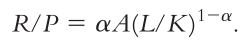 R/P = αA(L/K)^{1−α}.